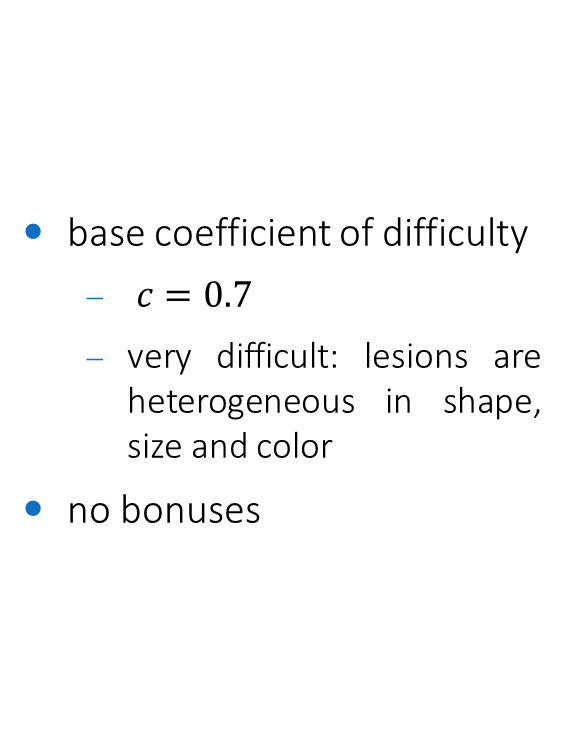 • base coefficient of difficulty
– c = 0.7
– very difficult: lesions are
heterogeneous in shape,
size and color
• no bonuses